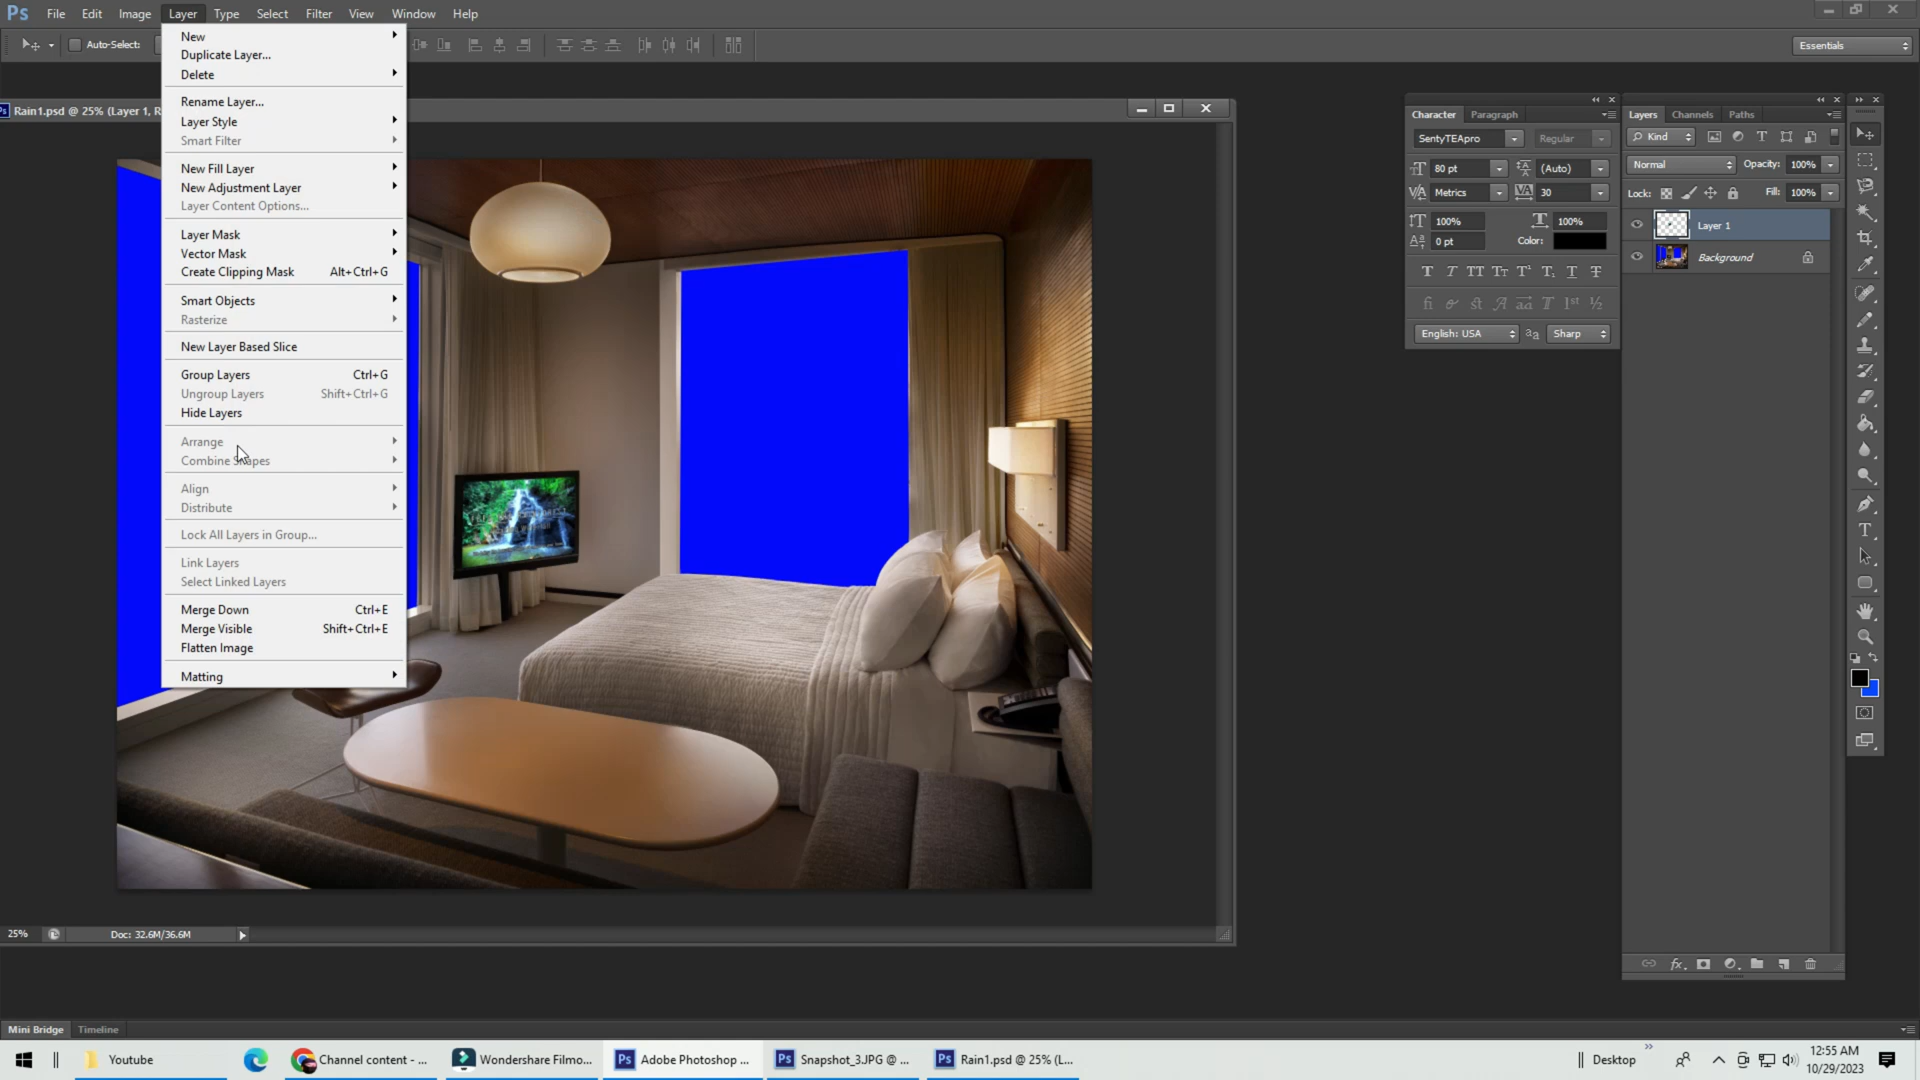 Ps File Edit Image Layer Type Select Filter View Window Help
Auto-Select:
Essentials
New
Duplicate Layer...
Delete
Rename Layer...
Layer Style
Smart Filter
New Fill Layer
New Adjustment Layer
Layer Content Options...
Layer Mask
Vector Mask
Create Clipping Mask Alt+Ctrl+G
Smart Objects
Rasterize
New Layer Based Slice
Group Layers Ctrl+G
Ungroup Layers Shift+Ctrl+G
Hide Layers
Arrange
Combine Shapes
Align
Distribute
Lock All Layers in Group...
Link Layers
Select Linked Layers
Merge Down Ctrl+E
Merge Visible Shift+Ctrl+E
Flatten Image
Matting
Rain1.psd @ 25% (Layer 1, R
Character Paragraph
SentyTEApro Regular
80 pt (Auto)
Metrics 30
100% 100%
0 pt Color:
English: USA aa Sharp
Layers Channels Paths
Kind
Normal Opacity: 100%
Lock: Fill: 100%
Layer 1
Background
25% Doc: 32.6M/36.6M
Mini Bridge Timeline
Youtube
Channel content - ...
Wondershare Filmo...
Ps Adobe Photoshop ...
Ps Snapshot_3.JPG @ ...
Ps Rain1.psd @ 25% (L...
Desktop
12:55 AM
10/29/2023